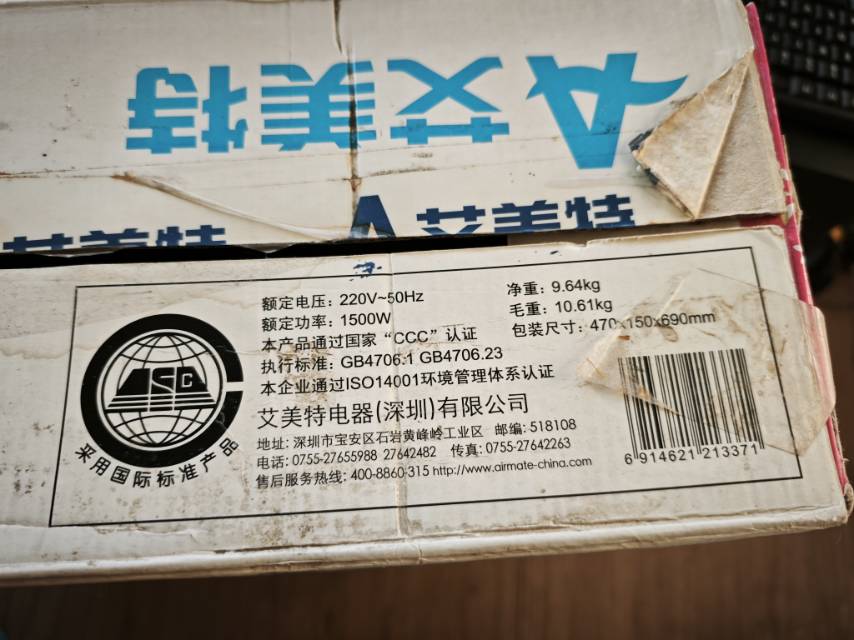 艾美特
艾美特
艾美特
额定电压：220V~50Hz
额定功率：1500W
本产品通过国家“CCC”认证
执行标准：GB4706.1 GB4706.23
本企业通过ISO14001环境管理体系认证
净重：9.64kg
毛重：10.61kg
包装尺寸：470x150x690mm
艾美特电器(深圳)有限公司
地址：深圳市宝安区石岩黄峰岭工业区 邮编：518108
电话：0755-27655988 27642482 传真：0755-27642263
售后服务热线：400-8860-315 http://www.airmate-china.com
采用国际标准产品
6 914621 213371